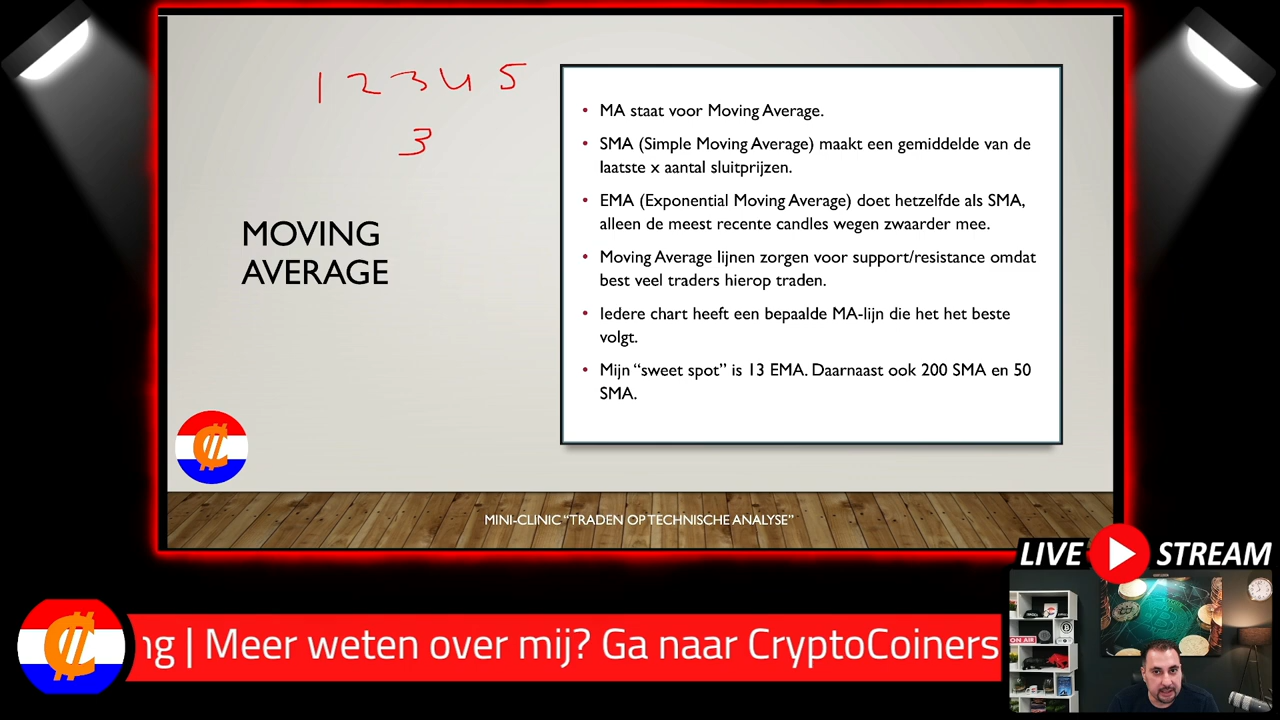 1 2 3 4 5
3
MOVING
AVERAGE
• MA staat voor Moving Average.
• SMA (Simple Moving Average) maakt een gemiddelde van de
laatste x aantal sluitprijzen.
• EMA (Exponential Moving Average) doet hetzelfde als SMA,
alleen de meest recente candles wegen zwaarder mee.
• Moving Average lijnen zorgen voor support/resistance omdat
best veel traders hierop traden.
• Iedere chart heeft een bepaalde MA-lijn die het het beste
volgt.
• Mijn “sweet spot” is 13 EMA. Daarnaast ook 200 SMA en 50
SMA.
MINI-CLINIC “TRADEN OP TECHNISCHE ANALYSE”
LIVE STREAM
ng | Meer weten over mij? Ga naar CryptoCoiners
ON AIR